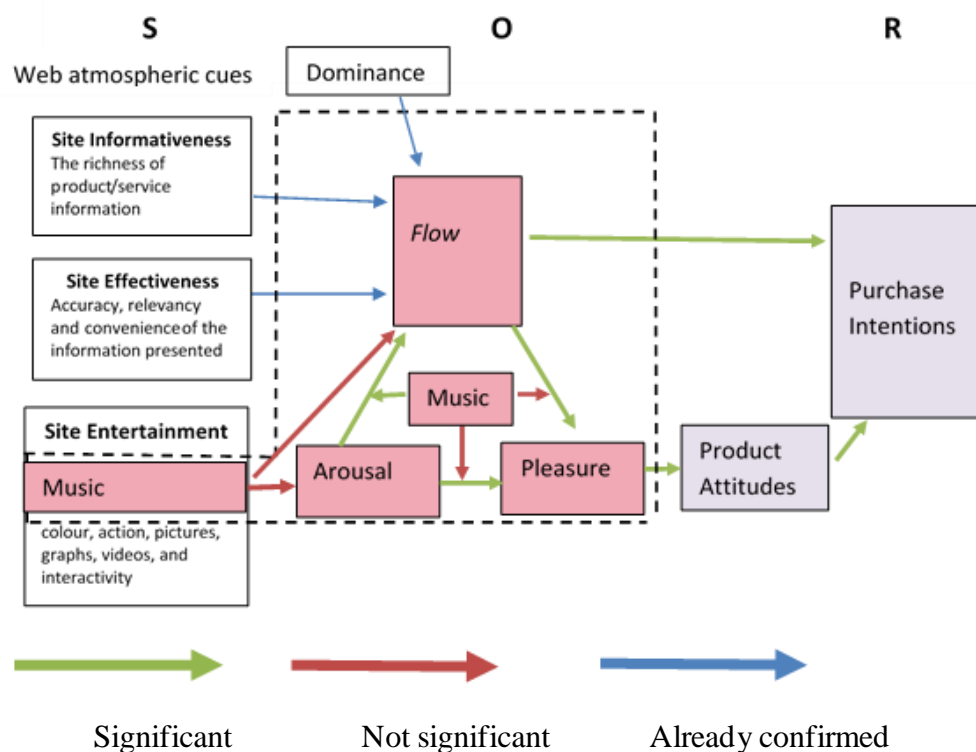 S
O
R
Web atmospheric cues
Dominance
Site Informativeness
The richness of
product/service
information
Flow
Site Effectiveness
Accuracy, relevancy
and convenience of the
information presented
Purchase
Intentions
Music
Site Entertainment
Music
colour, action, pictures,
graphs, videos, and
interactivity
Arousal
Pleasure
Product
Attitudes
Significant
Not significant
Already confirmed